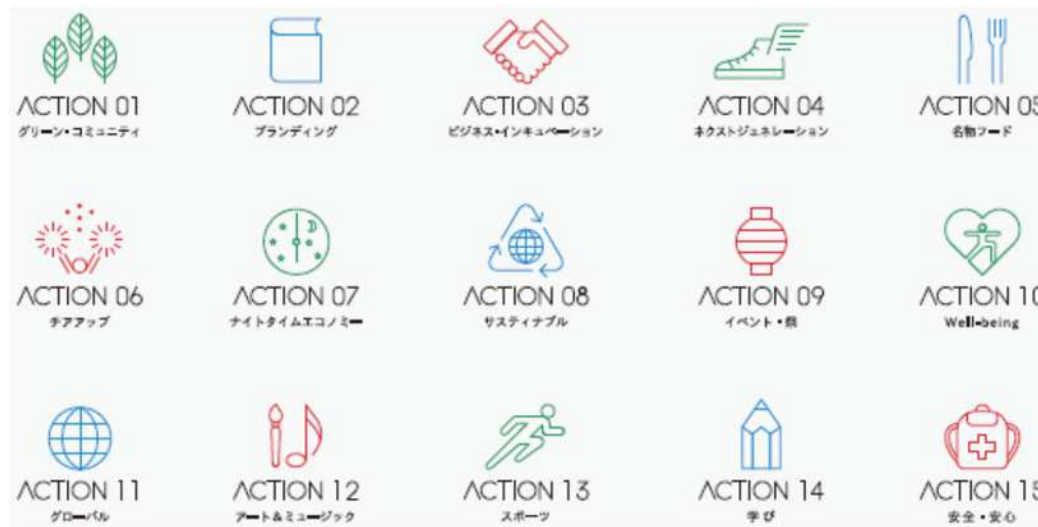 ACTION 01
グリーン・コミュニティ
ACTION 02
ブランディング
ACTION 03
ビジネス・インキュベーション
ACTION 04
ネクストジェネレーション
ACTION 05
名物フード
ACTION 06
チアアップ
ACTION 07
ナイトタイムエコノミー
ACTION 08
サスティナブル
ACTION 09
イベント・祭
ACTION 10
Well-being
ACTION 11
グローバル
ACTION 12
アート&ミュージック
ACTION 13
スポーツ
ACTION 14
学び
ACTION 15
安全・安心